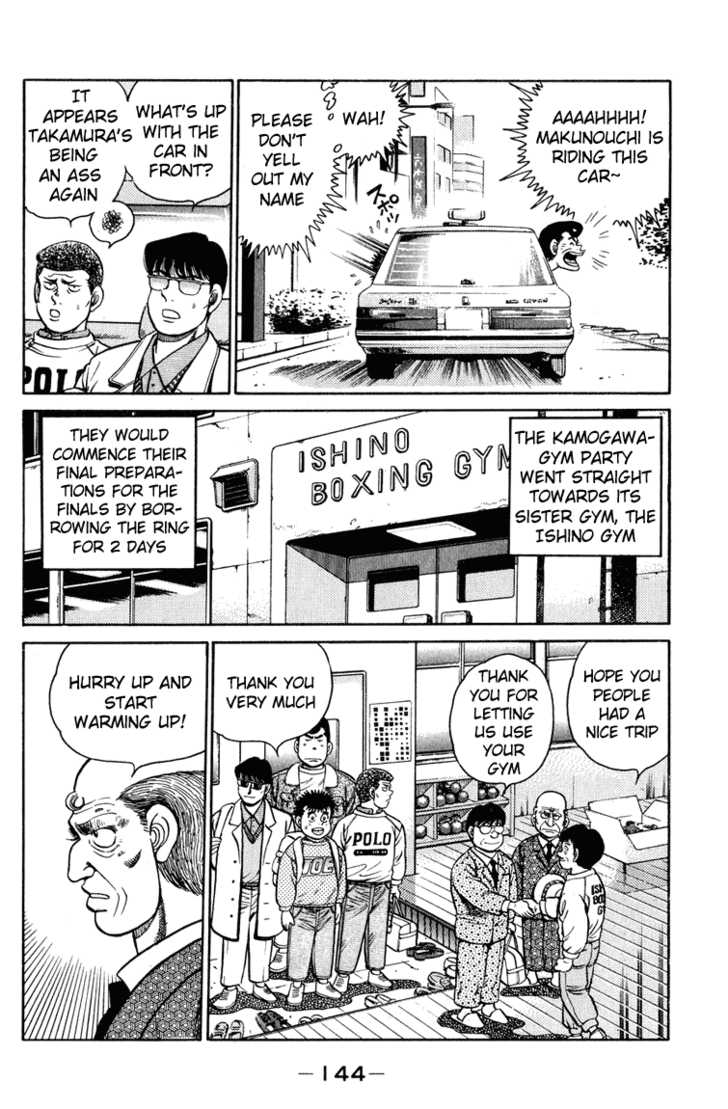 AAAAHHHH!
MAKUNOUCHI IS
RIDING THIS
CAR~
WAH!
PLEASE
DON'T
YELL
OUT MY
NAME
WHAT'S UP
WITH THE
CAR IN
FRONT?
IT
APPEARS
TAKAMURA'S
BEING
AN ASS
AGAIN
POLO
THE KAMOGAWA-
GYM PARTY
WENT STRAIGHT
TOWARDS ITS
SISTER GYM, THE
ISHINO GYM
ISHINO
BOXING GYM
THEY WOULD
COMMENCE THEIR
FINAL PREPARA-
TIONS FOR THE
FINALS BY BOR-
ROWING THE RING
FOR 2 DAYS
HOPE YOU
PEOPLE
HAD A
NICE TRIP
THANK
YOU FOR
LETTING
US USE
YOUR
GYM
THANK YOU
VERY MUCH
POLO
JOE
HURRY UP AND
START
WARMING UP!
- 144 -